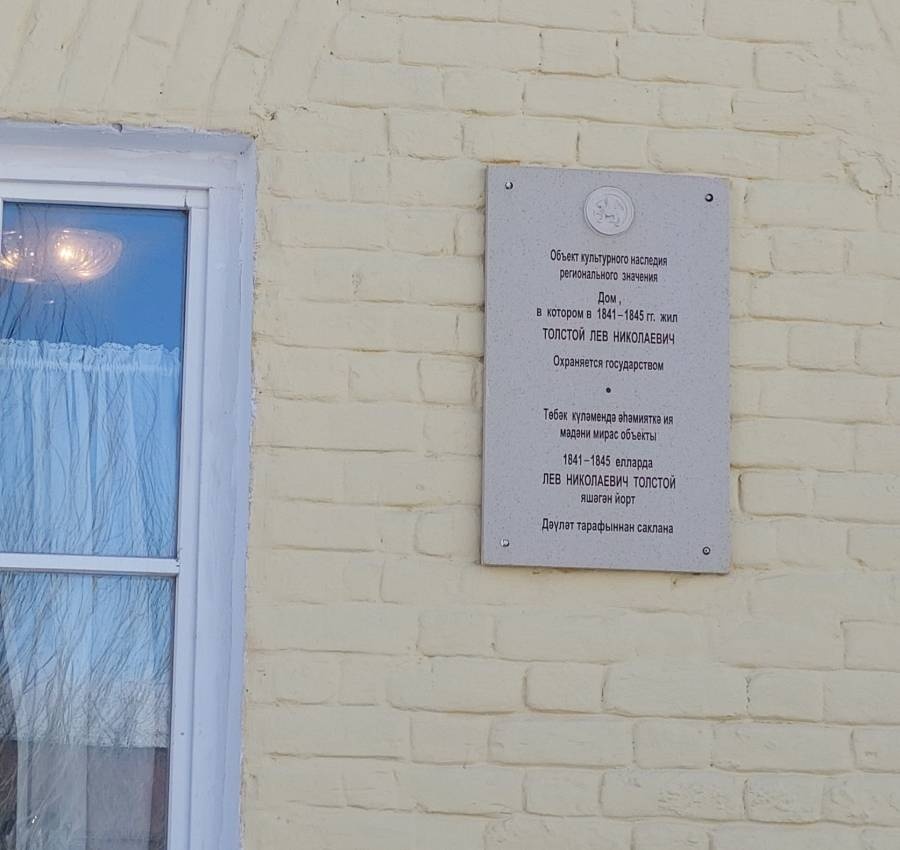 Объект культурного наследия
регионального значения
Дом,
в котором в 1841–1845 гг. жил
ТОЛСТОЙ ЛЕВ НИКОЛАЕВИЧ
Охраняется государством
Төбәк күләмендә әһәмияткә ия
мәдәни мирас объекты
1841–1845 елларда
ЛЕВ НИКОЛАЕВИЧ ТОЛСТОЙ
яшәгән йорт
Дәүләт тарафыннан саклана